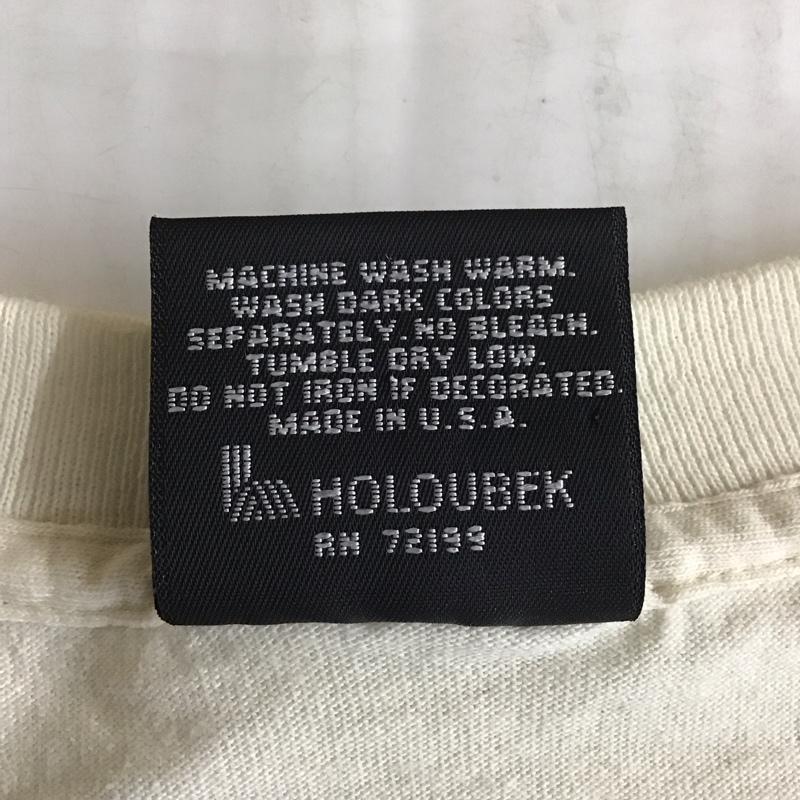 MACHINE WASH WARM.
WASH DARK COLORS
SEPARATELY. NO BLEACH.
TUMBLE DRY LOW.
DO NOT IRON IF DECORATED.
MADE IN U.S.A.
HOLOUBEK
RN 72199